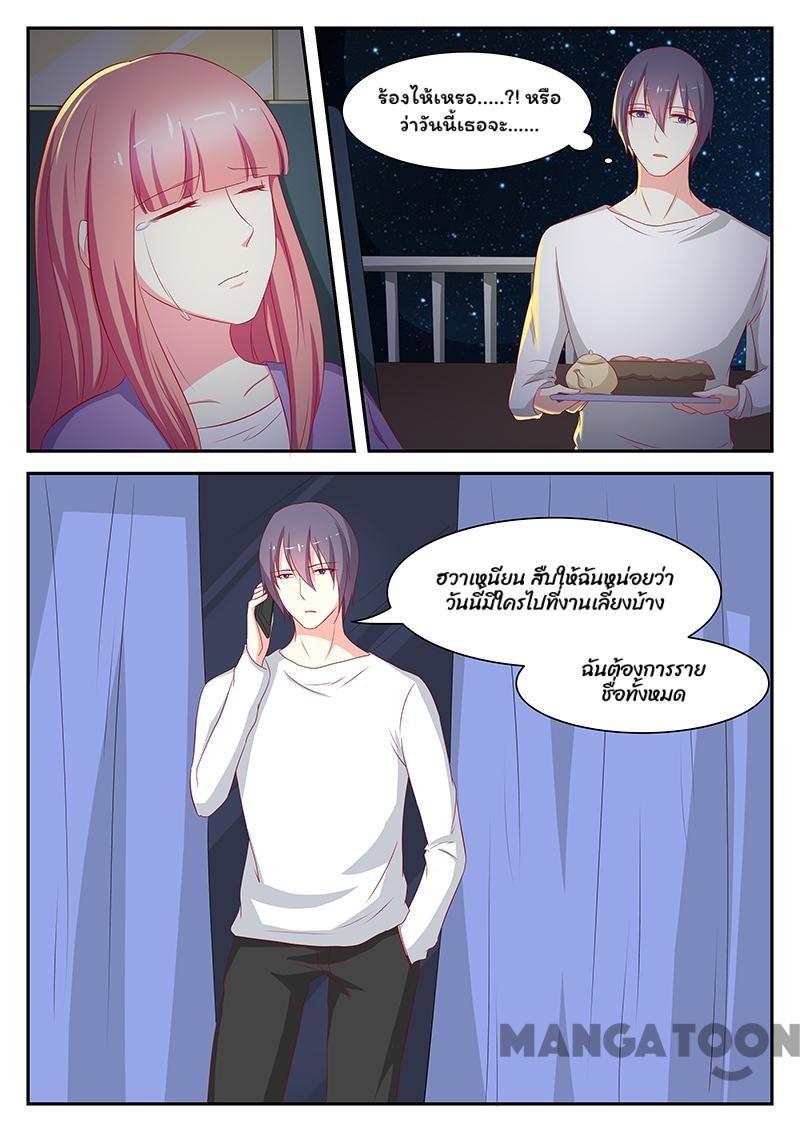 ร้องไห้เหรอ.....?! หรือ
ว่าวันนี้เธอจะ......
ฮวาเหนียน สืบให้ฉันหน่อยว่า
วันนี้มีใครไปที่งานเลี้ยงบ้าง
ฉันต้องการราย
ชื่อทั้งหมด
MANGATOON